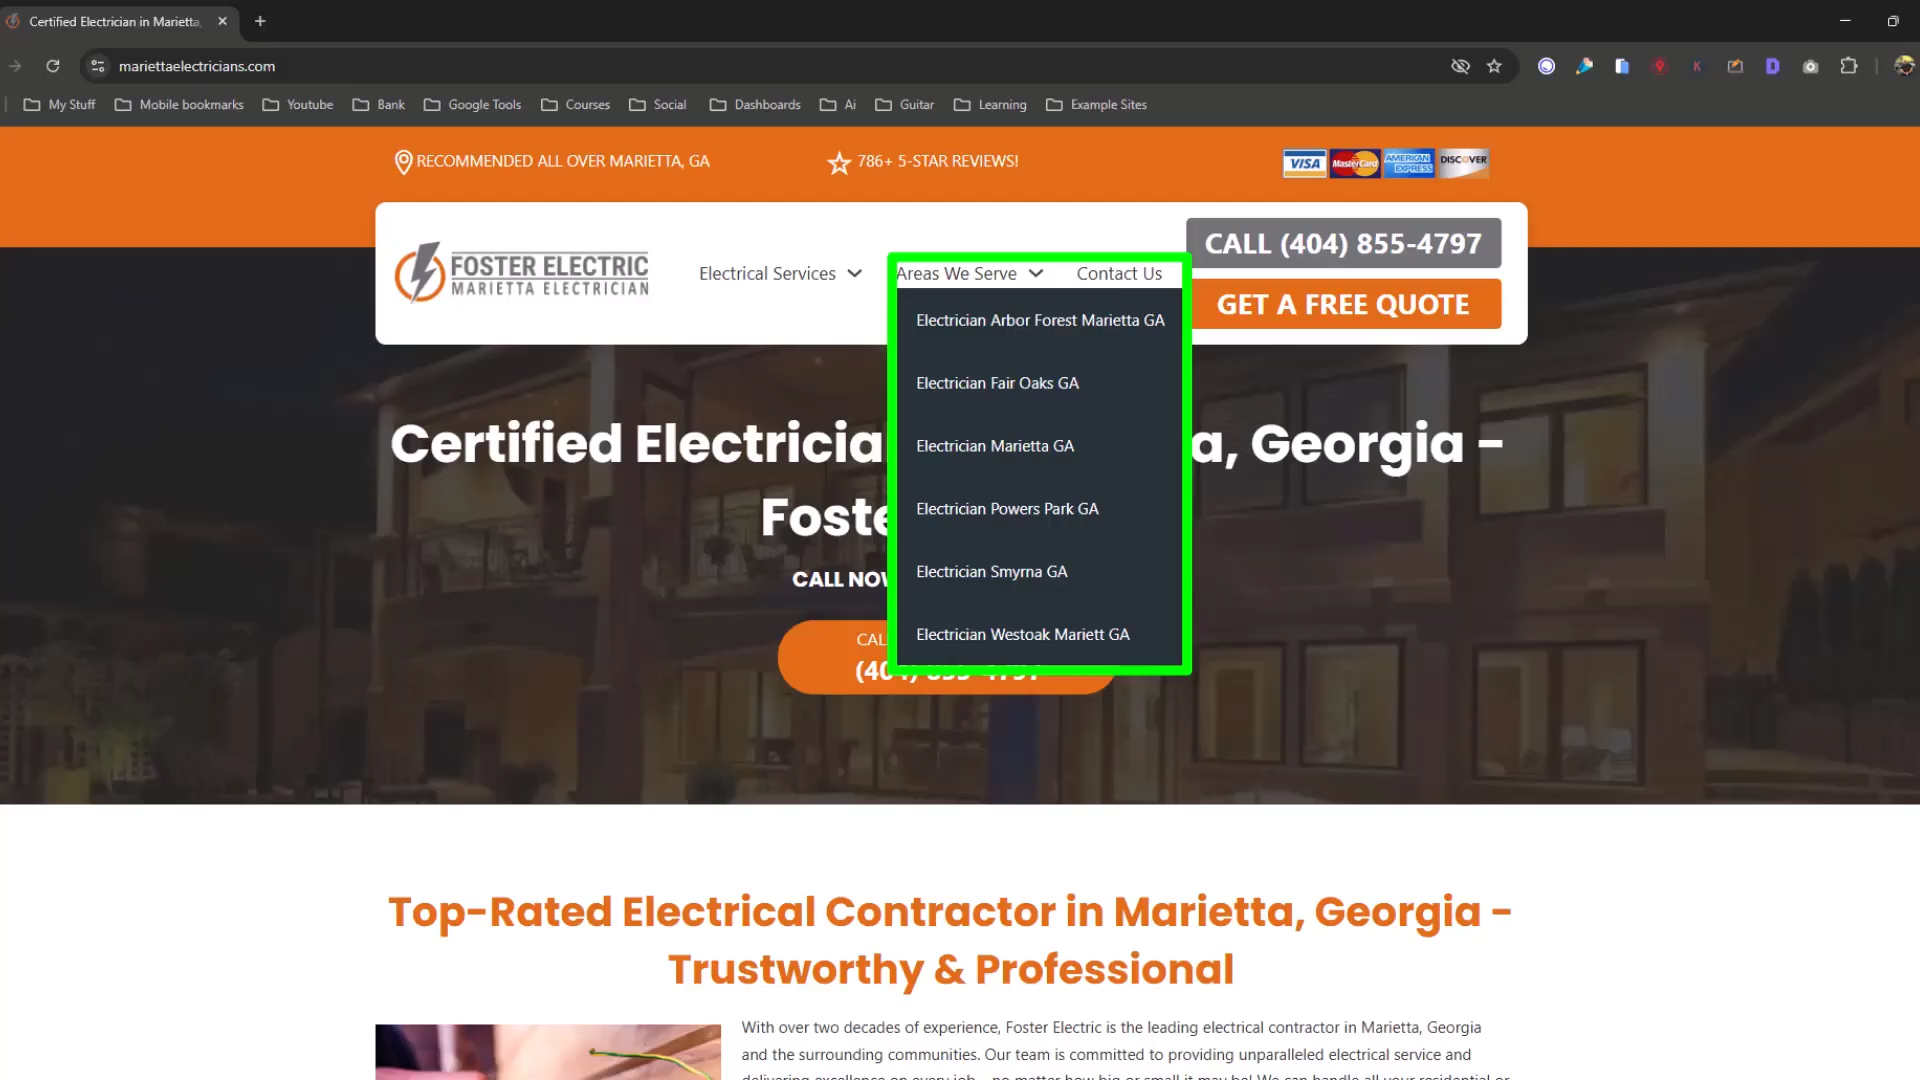 Certified Electrician in Marietta,
mariettaelectricians.com
My Stuff
Mobile bookmarks
Youtube
Bank
Google Tools
Courses
Social
Dashboards
Ai
Guitar
Learning
Example Sites
RECOMMENDED ALL OVER MARIETTA, GA
786+ 5-STAR REVIEWS!
VISA
MasterCard
AMERICAN EXPRESS
DISCOVER
FOSTER ELECTRIC
MARIETTA ELECTRICIAN
Electrical Services
Areas We Serve
Contact Us
CALL (404) 855-4797
GET A FREE QUOTE
Electrician Arbor Forest Marietta GA
Electrician Fair Oaks GA
Electrician Marietta GA
Electrician Powers Park GA
Electrician Smyrna GA
Electrician Westoak Mariett GA
Certified Electricia a, Georgia –
Foste
CALL NOW
CAL
(404) 855-4797
Top-Rated Electrical Contractor in Marietta, Georgia –
Trustworthy & Professional
With over two decades of experience, Foster Electric is the leading electrical contractor in Marietta, Georgia
and the surrounding communities. Our team is committed to providing unparalleled electrical service and
delivering excellence on every job – no matter how big or small it may be! We can handle all your residential or